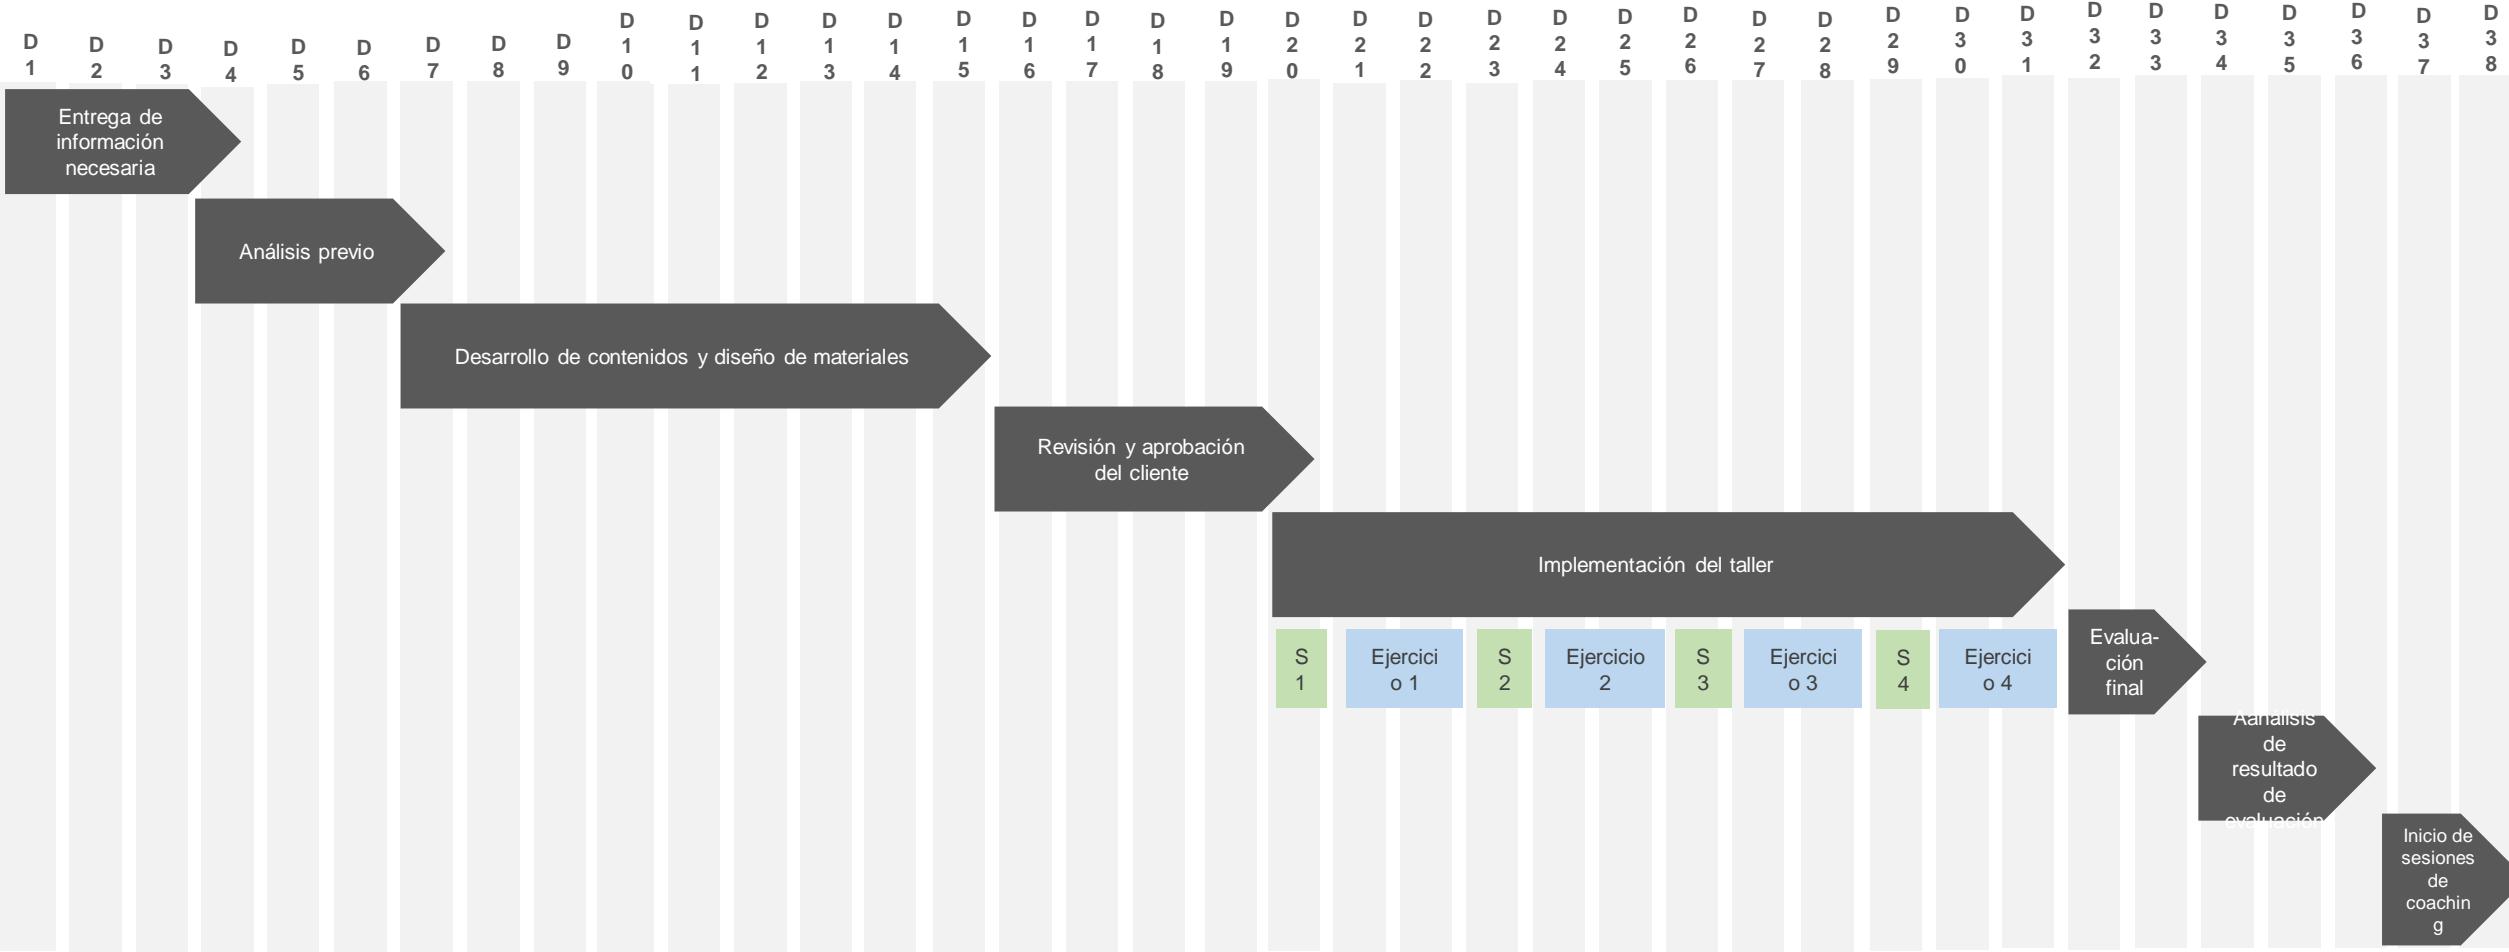 D
1
D
2
D
3
D
4
D
5
D
6
D
7
D
8
D
9
D
1
0
D
1
1
D
1
2
D
1
3
D
1
4
D
1
5
D
1
6
D
1
7
D
1
8
D
1
9
D
2
0
D
2
1
D
2
2
D
2
3
D
2
4
D
2
5
D
2
6
D
2
7
D
2
8
D
2
9
D
3
0
D
3
1
D
3
2
D
3
3
D
3
4
D
3
5
D
3
6
D
3
7
D
3
8
Entrega de
información
necesaria
Análisis previo
Desarrollo de contenidos y diseño de materiales
Revisión y aprobación
del cliente
Implementación del taller
S
1
Ejercici
o 1
S
2
Ejercicio
2
S
3
Ejercici
o 3
S
4
Ejercici
o 4
Evalua-
ción
final
Aanálisis
de
resultado
de
evaluación
Inicio de
sesiones
de
coachin
g